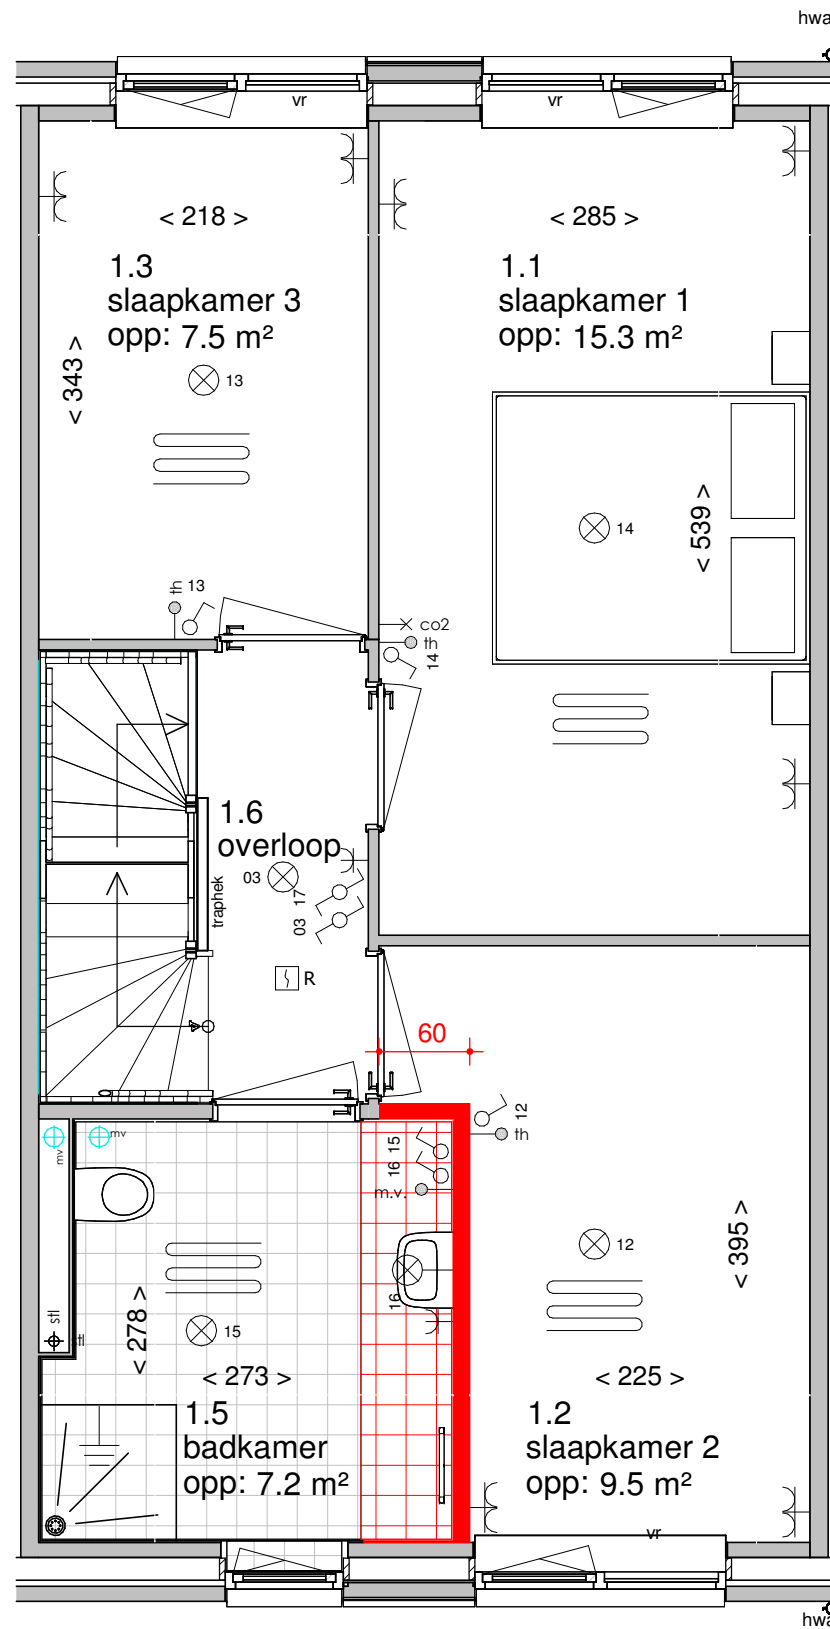 hwa
vr
vr
< 218 >
< 285 >
1.3
slaapkamer 3
opp: 7.5 m²
1.1
slaapkamer 1
opp: 15.3 m²
< 343 >
13
< 539 >
14
th 13
co2
th
14
1.6
overloop
03
traphek
03 17
R
60
12
th
mv
mv
16 15
m.v.
12
< 395 >
16
stl
stl
< 278 >
15
< 273 >
< 225 >
1.5
badkamer
opp: 7.2 m²
1.2
slaapkamer 2
opp: 9.5 m²
vr
hwa